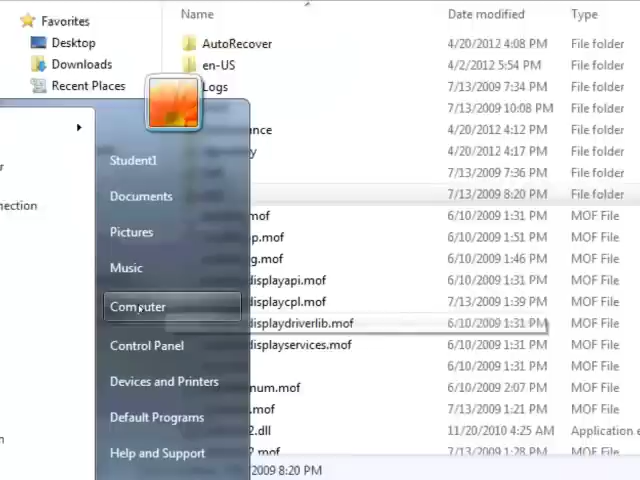 Name Date modified Type
Favorites
Desktop
Downloads
Recent Places
AutoRecover 4/20/2012 4:08 PM File folder
en-US 4/2/2012 5:54 PM File folder
Logs 7/13/2009 7:34 PM File folder
7/13/2009 10:08 PM File folder
4/20/2012 4:12 PM File folder
4/20/2012 4:17 PM File folder
7/13/2009 7:36 PM File folder
7/13/2009 8:20 PM File folder
.mof 6/10/2009 1:31 PM MOF File
p.mof 6/10/2009 1:51 PM MOF File
g.mof 6/10/2009 1:46 PM MOF File
displayapi.mof 6/10/2009 1:31 PM MOF File
displaycpl.mof 7/13/2009 1:39 PM MOF File
displaydriverlib.mof 6/10/2009 1:31 PM MOF File
displayservices.mof 6/10/2009 1:31 PM MOF File
6/10/2009 1:31 PM MOF File
num.mof 6/10/2009 2:07 PM MOF File
.mof 7/13/2009 1:21 PM MOF File
2.dll 11/20/2010 4:25 AM Application e
2.mof 7/13/2009 1:28 PM MOF File
2009 8:20 PM
Student1
Documents
Pictures
Music
Computer
Control Panel
Devices and Printers
Default Programs
Help and Support
nection